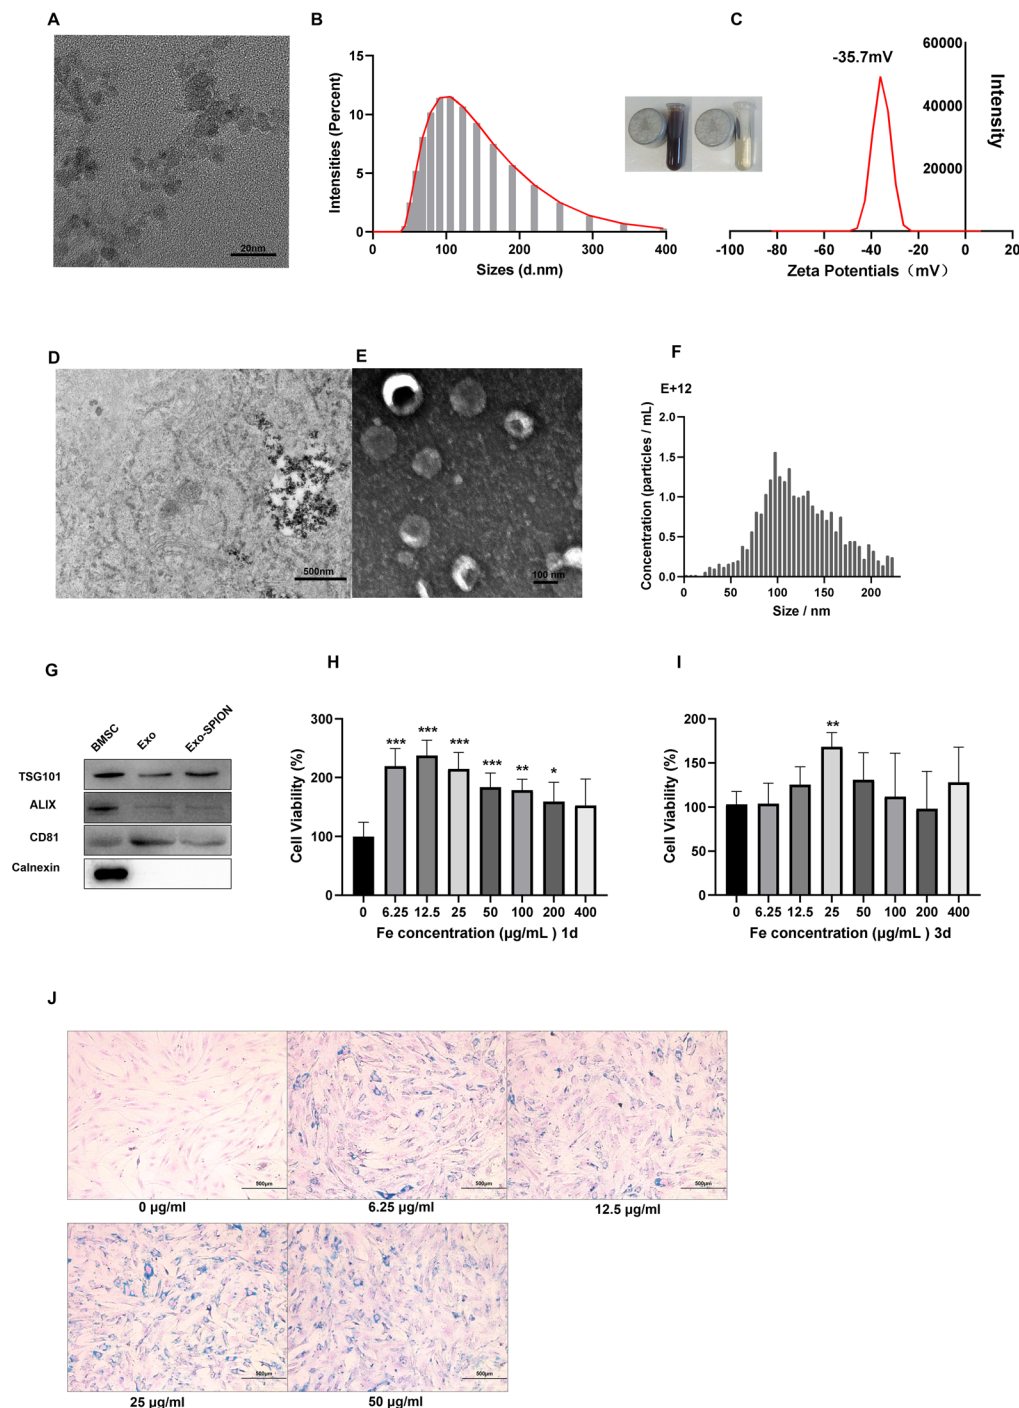 A
20nm
B
Intensities (Percent)
15
10
5
0
0 100 200 300 400
Sizes (d.nm)
C
-35.7mV
60000
40000
20000
Intensity
-100 -80 -60 -40 -20 0 20
Zeta Potentials（mV）
D
500nm
E
100 nm
F
E+12
Concentration (particles / mL)
2.0
1.5
1.0
0.5
0.0
0 50 100 150 200
Size / nm
G
BMSC Exo Exo-SPION
TSG101
ALIX
CD81
Calnexin
H
Cell Viability (%)
300
200
100
0
*** *** *** *** ** *
0 6.25 12.5 25 50 100 200 400
Fe concentration (μg/mL ) 1d
I
Cell Viability (%)
200
150
100
50
0
**
0 6.25 12.5 25 50 100 200 400
Fe concentration (μg/mL ) 3d
J
500μm
500μm
500μm
0 μg/ml
6.25 μg/ml
12.5 μg/ml
500μm
500μm
25 μg/ml
50 μg/ml